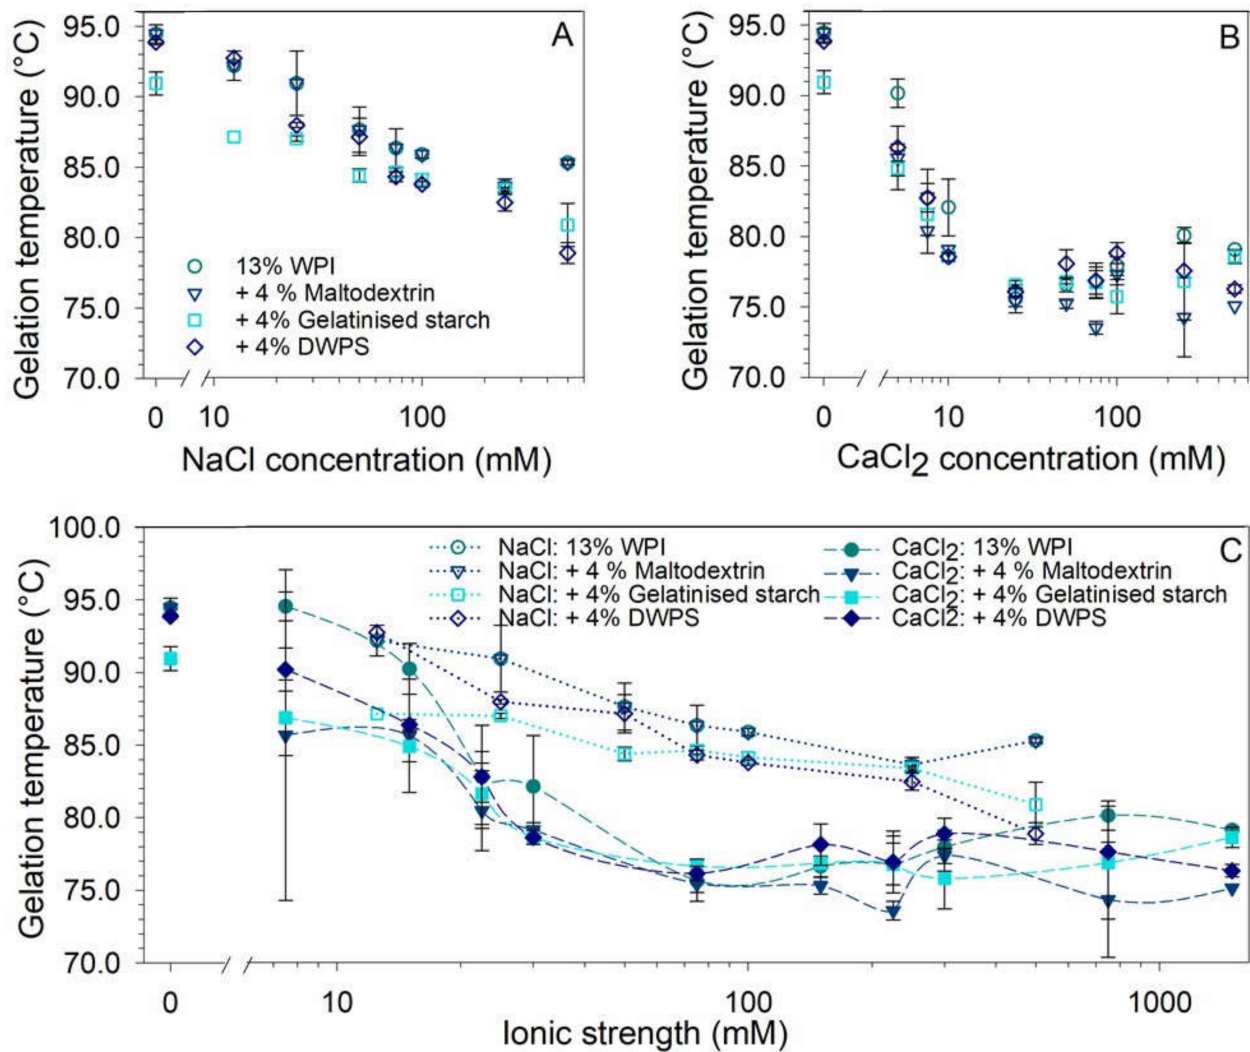 A
Gelation temperature (°C)
95.0
90.0
85.0
80.0
75.0
70.0
13% WPI
+ 4 % Maltodextrin
+ 4% Gelatinised starch
+ 4% DWPS
0 10 100
NaCl concentration (mM)
B
Gelation temperature (°C)
95.0
90.0
85.0
80.0
75.0
70.0
0 10 100
CaCl2 concentration (mM)
C
Gelation temperature (°C)
100.0
95.0
90.0
85.0
80.0
75.0
70.0
NaCl: 13% WPI
NaCl: + 4 % Maltodextrin
NaCl: + 4% Gelatinised starch
NaCl: + 4% DWPS
CaCl2: 13% WPI
CaCl2: + 4 % Maltodextrin
CaCl2: + 4% Gelatinised starch
CaCl2: + 4% DWPS
0 10 100 1000
Ionic strength (mM)